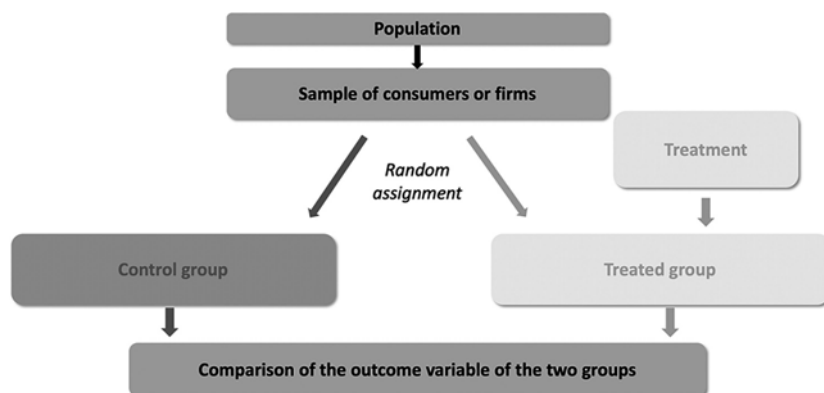 Population
Sample of consumers or firms
Treatment
Random
assignment
Control group
Treated group
Comparison of the outcome variable of the two groups